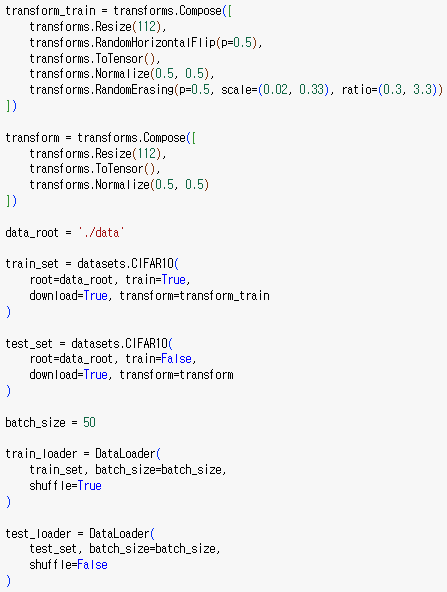 transform_train = transforms.Compose([
    transforms.Resize(112),
    transforms.RandomHorizontalFlip(p=0.5),
    transforms.ToTensor(),
    transforms.Normalize(0.5, 0.5),
    transforms.RandomErasing(p=0.5, scale=(0.02, 0.33), ratio=(0.3, 3.3))
])

transform = transforms.Compose([
    transforms.Resize(112),
    transforms.ToTensor(),
    transforms.Normalize(0.5, 0.5)
])

data_root = './data'

train_set = datasets.CIFAR10(
    root=data_root, train=True,
    download=True, transform=transform_train
)

test_set = datasets.CIFAR10(
    root=data_root, train=False,
    download=True, transform=transform
)

batch_size = 50

train_loader = DataLoader(
    train_set, batch_size=batch_size,
    shuffle=True
)

test_loader = DataLoader(
    test_set, batch_size=batch_size,
    shuffle=False
)